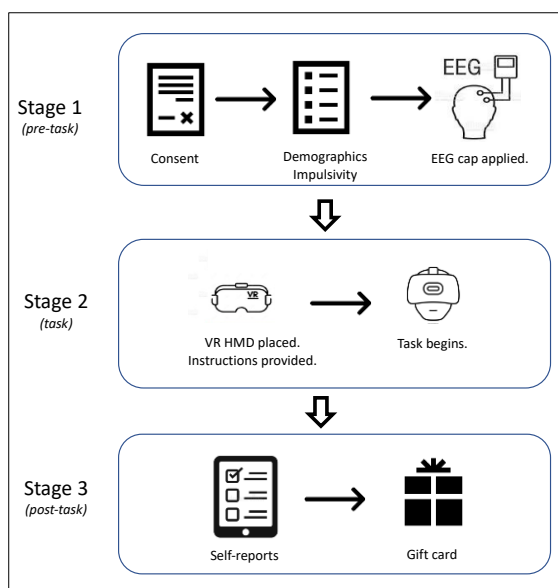 Stage 1
(pre-task)
EEG
Consent
Demographics
Impulsivity
EEG cap applied.
Stage 2
(task)
VR
VR HMD placed.
Instructions provided.
Task begins.
Stage 3
(post-task)
Self-reports
Gift card